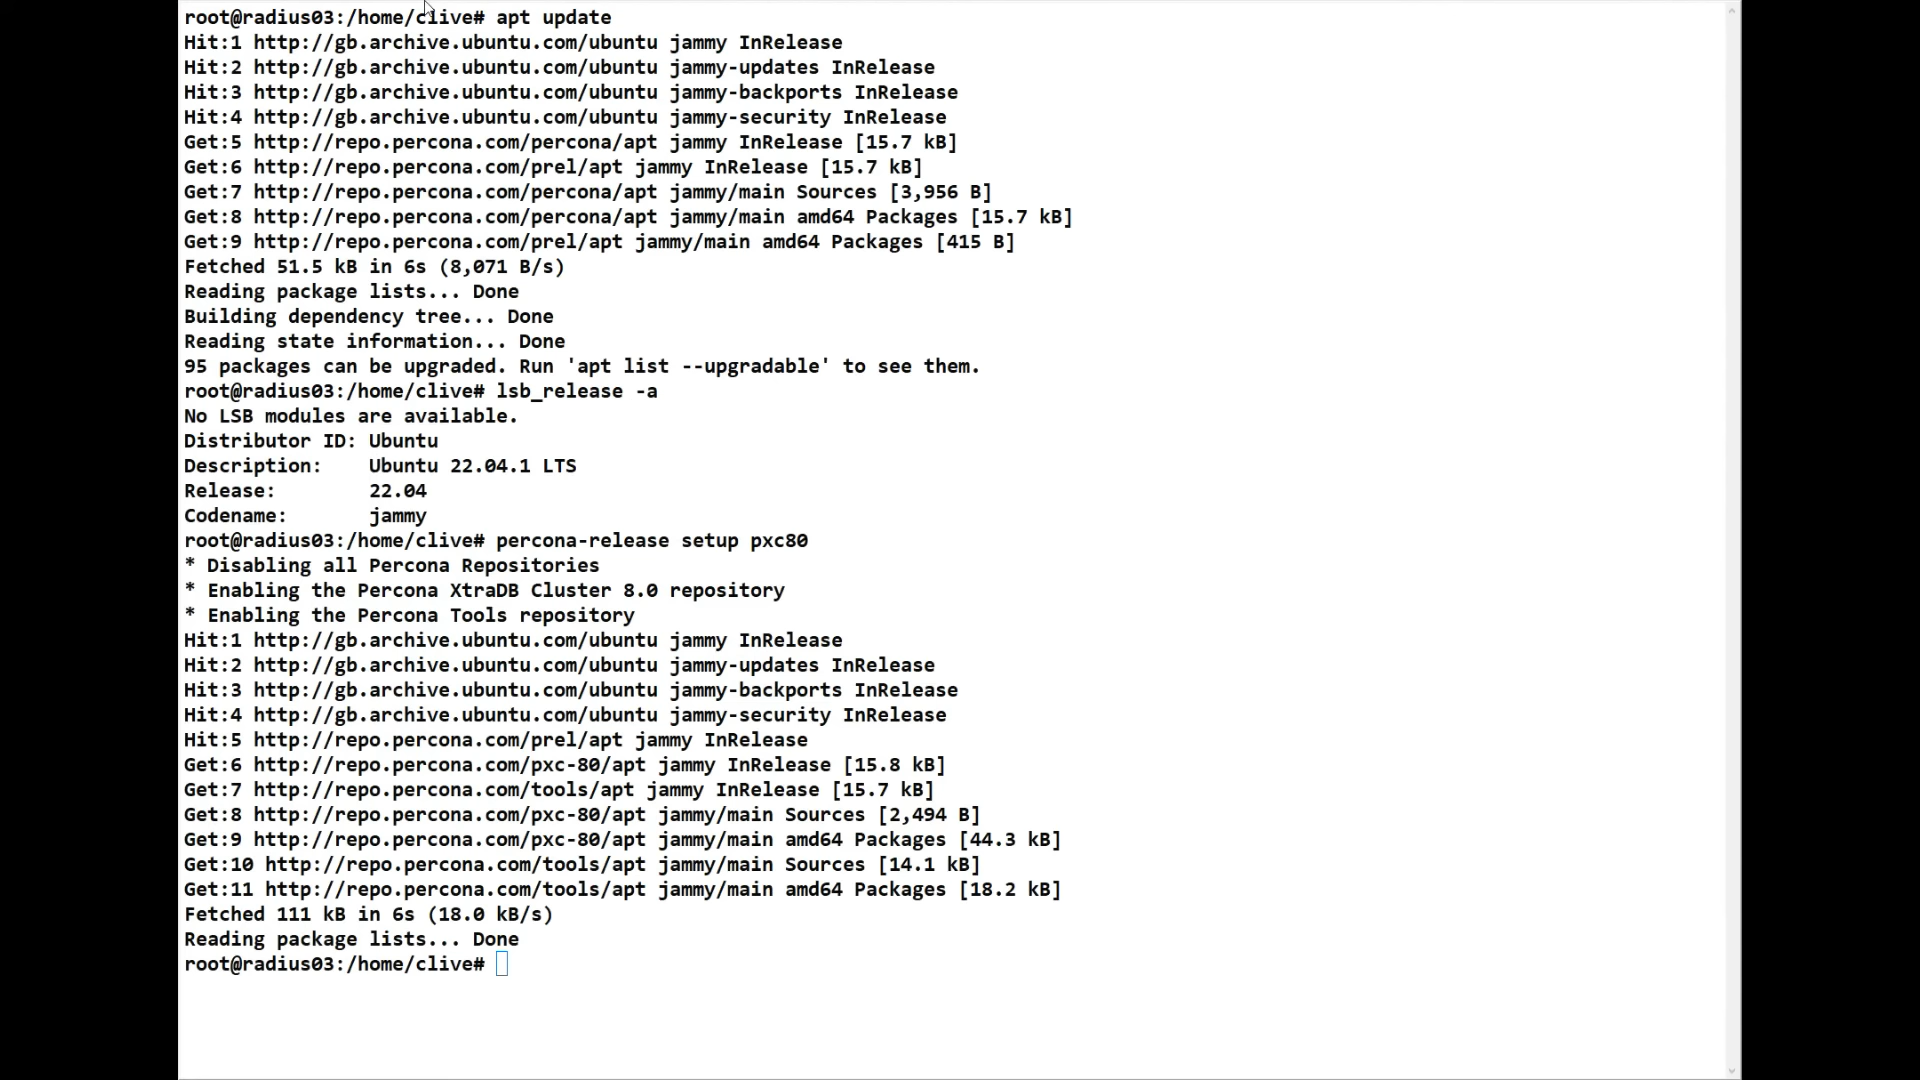 root@radius03:/home/clive# apt update
Hit:1 http://gb.archive.ubuntu.com/ubuntu jammy InRelease
Hit:2 http://gb.archive.ubuntu.com/ubuntu jammy-updates InRelease
Hit:3 http://gb.archive.ubuntu.com/ubuntu jammy-backports InRelease
Hit:4 http://gb.archive.ubuntu.com/ubuntu jammy-security InRelease
Get:5 http://repo.percona.com/percona/apt jammy InRelease [15.7 kB]
Get:6 http://repo.percona.com/prel/apt jammy InRelease [15.7 kB]
Get:7 http://repo.percona.com/percona/apt jammy/main Sources [3,956 B]
Get:8 http://repo.percona.com/percona/apt jammy/main amd64 Packages [15.7 kB]
Get:9 http://repo.percona.com/prel/apt jammy/main amd64 Packages [415 B]
Fetched 51.5 kB in 6s (8,071 B/s)
Reading package lists... Done
Building dependency tree... Done
Reading state information... Done
95 packages can be upgraded. Run 'apt list --upgradable' to see them.
root@radius03:/home/clive# lsb_release -a
No LSB modules are available.
Distributor ID: Ubuntu
Description:    Ubuntu 22.04.1 LTS
Release:        22.04
Codename:       jammy
root@radius03:/home/clive# percona-release setup pxc80
* Disabling all Percona Repositories
* Enabling the Percona XtraDB Cluster 8.0 repository
* Enabling the Percona Tools repository
Hit:1 http://gb.archive.ubuntu.com/ubuntu jammy InRelease
Hit:2 http://gb.archive.ubuntu.com/ubuntu jammy-updates InRelease
Hit:3 http://gb.archive.ubuntu.com/ubuntu jammy-backports InRelease
Hit:4 http://gb.archive.ubuntu.com/ubuntu jammy-security InRelease
Hit:5 http://repo.percona.com/prel/apt jammy InRelease
Get:6 http://repo.percona.com/pxc-80/apt jammy InRelease [15.8 kB]
Get:7 http://repo.percona.com/tools/apt jammy InRelease [15.7 kB]
Get:8 http://repo.percona.com/pxc-80/apt jammy/main Sources [2,494 B]
Get:9 http://repo.percona.com/pxc-80/apt jammy/main amd64 Packages [44.3 kB]
Get:10 http://repo.percona.com/tools/apt jammy/main Sources [14.1 kB]
Get:11 http://repo.percona.com/tools/apt jammy/main amd64 Packages [18.2 kB]
Fetched 111 kB in 6s (18.0 kB/s)
Reading package lists... Done
root@radius03:/home/clive#